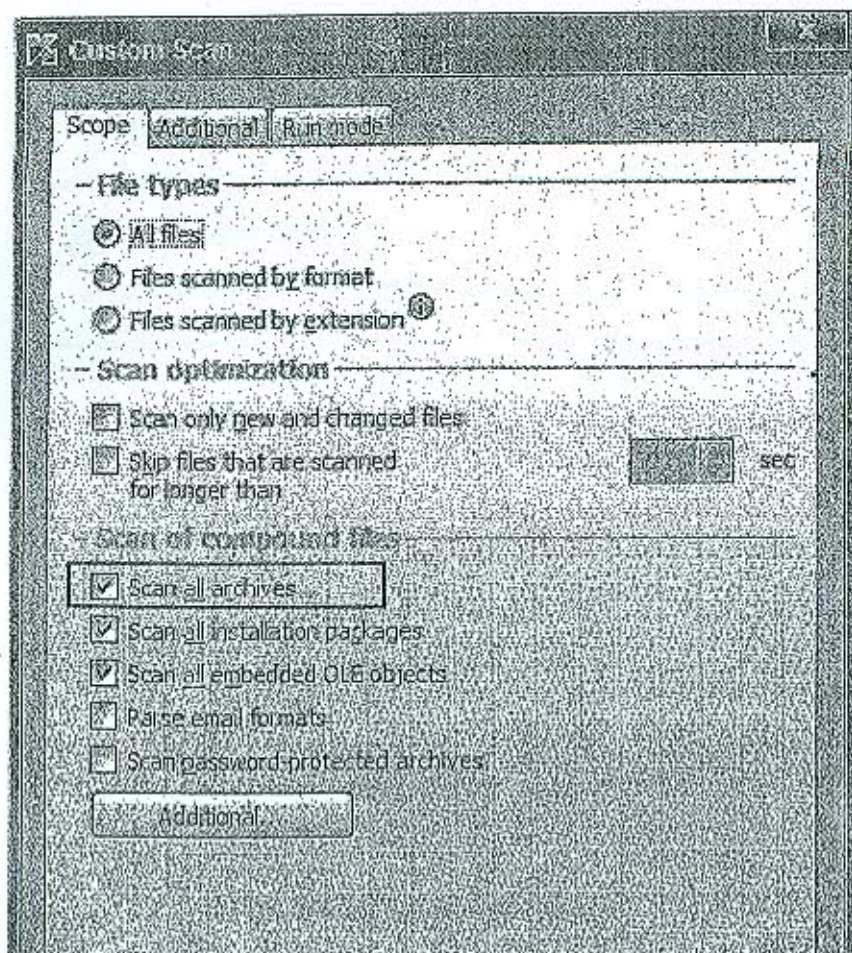 Custom Scan
Scope Additional Run mode
File types
All files
Files scanned by format
Files scanned by extension
Scan optimization
Scan only new and changed files
Skip files that are scanned
for longer than
sec
Scan of compound files
Scan all archives
Scan all installation packages
Scan all embedded OLE objects
Parse email formats
Scan password-protected archives
Additional...